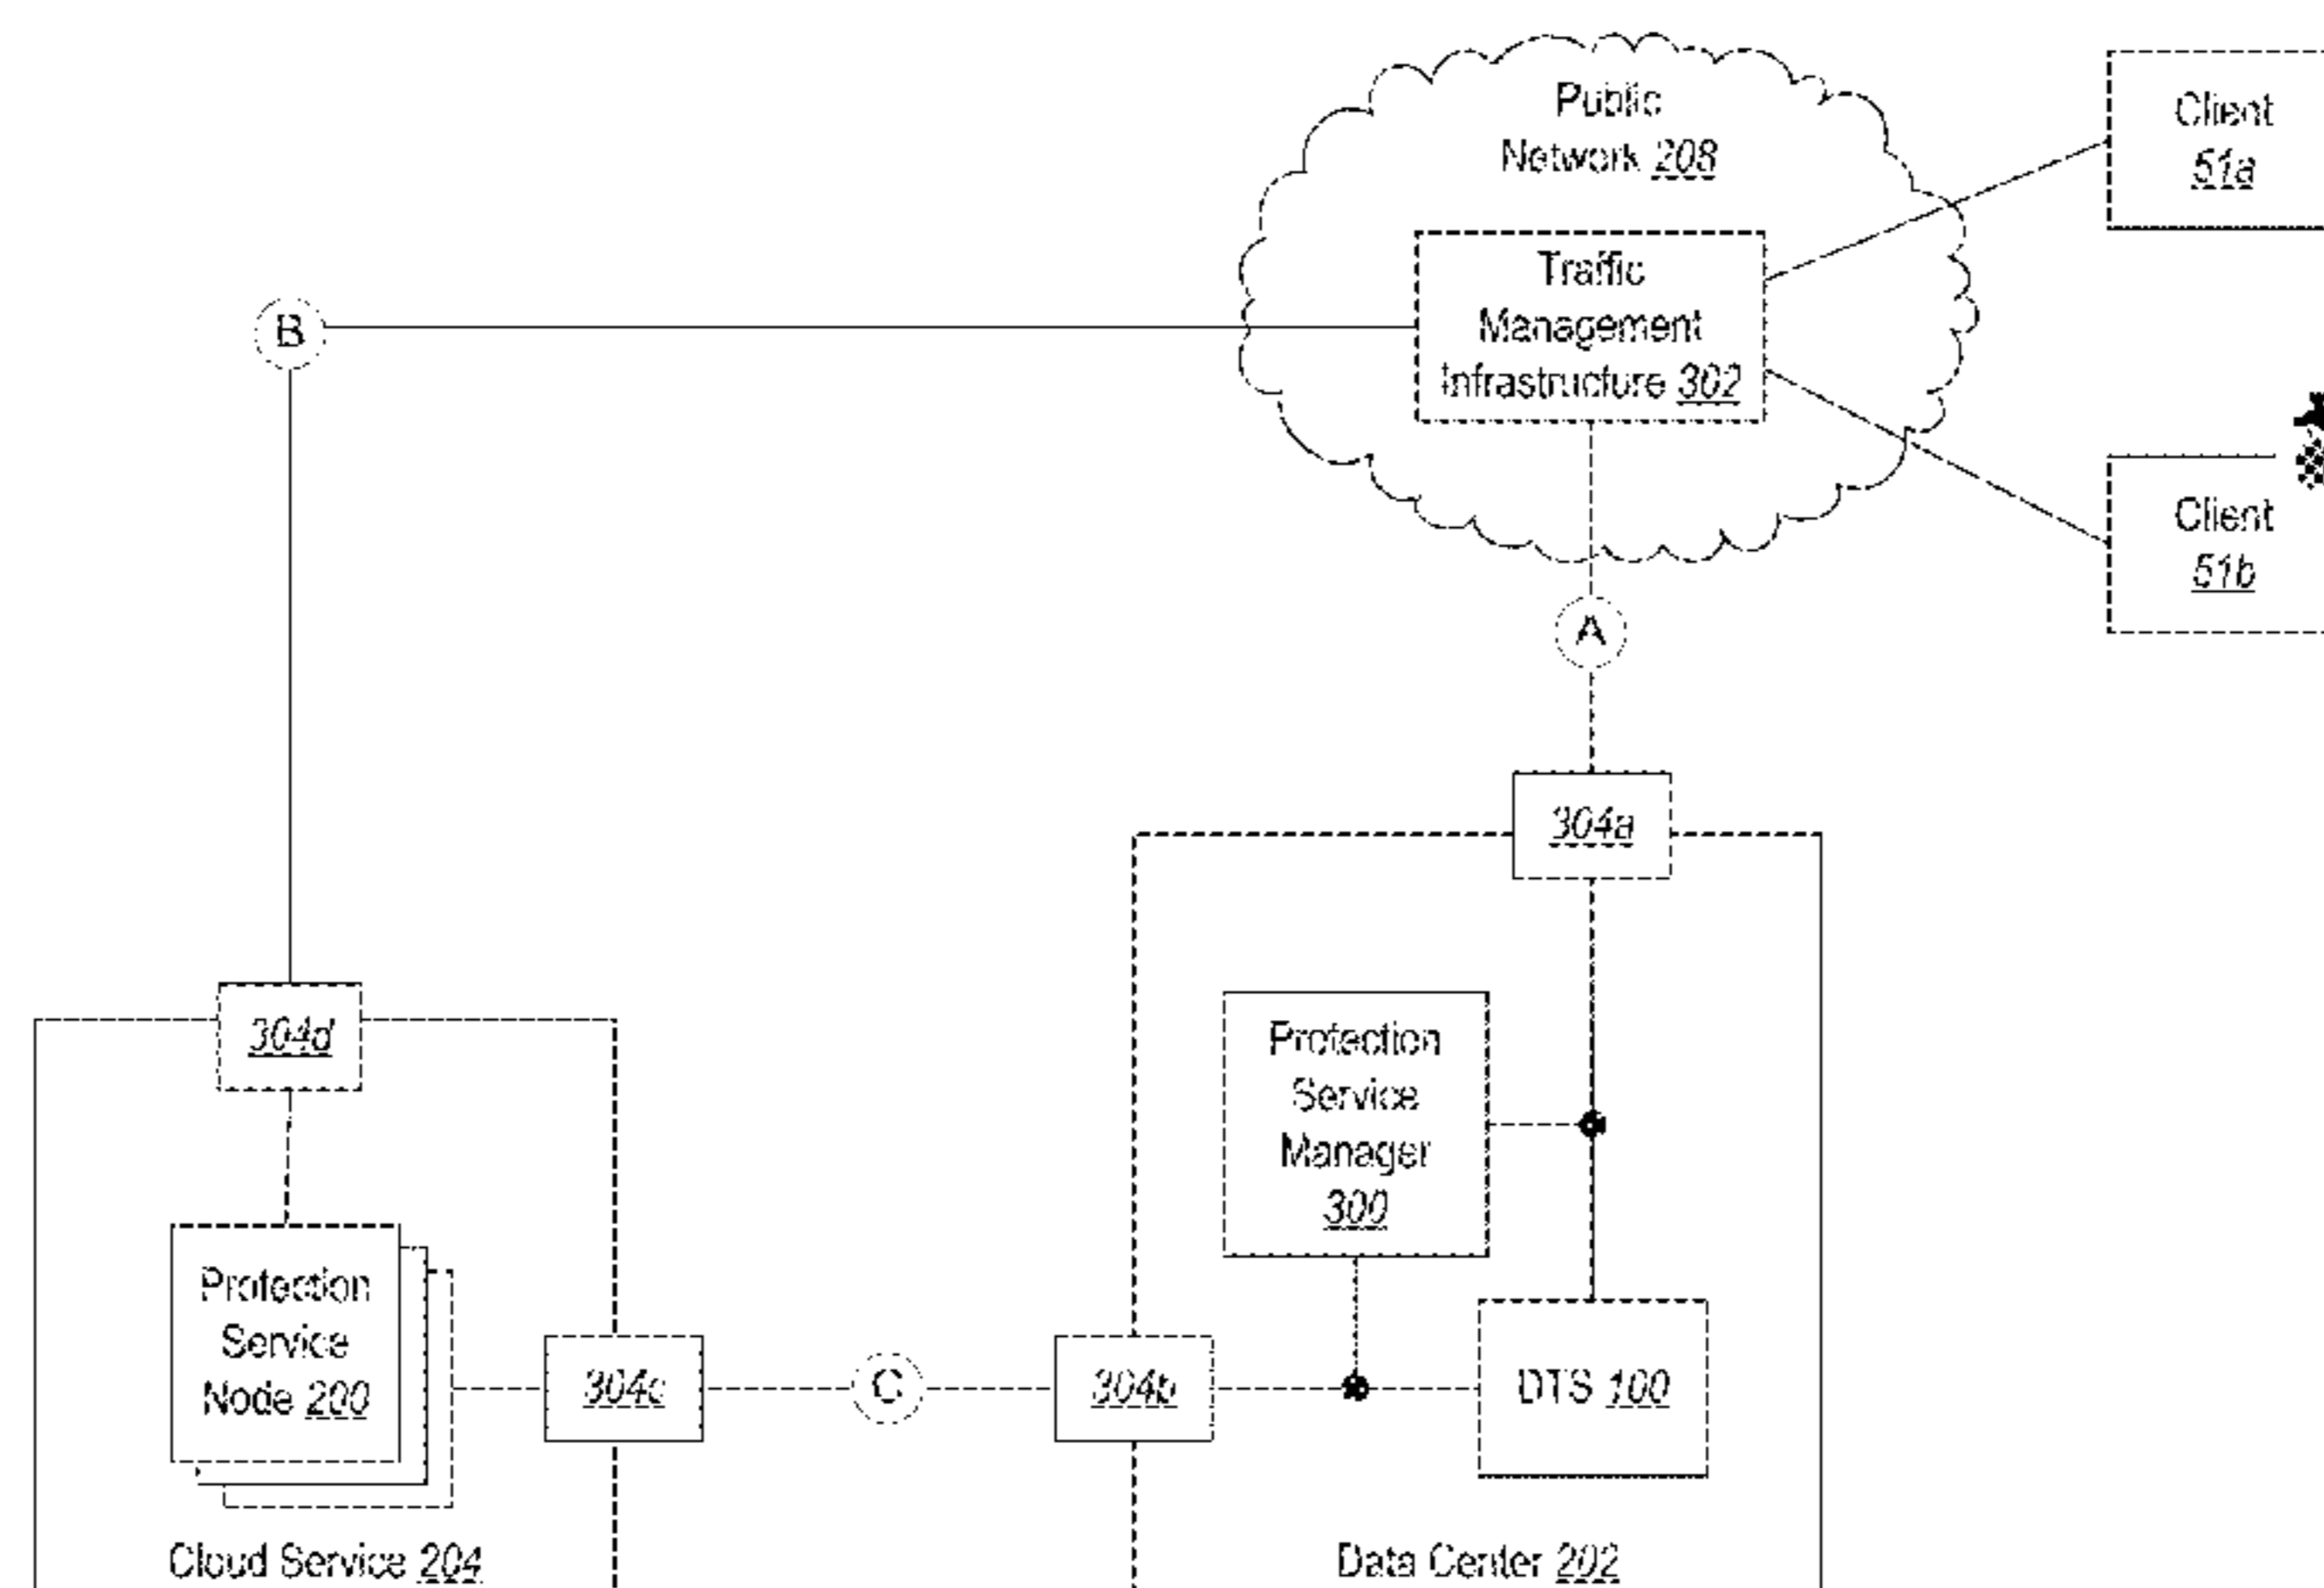 Public
Network 208
Client
51a
Traffic
Management
Infrastructure 302
B
Client
51b
A
304a
304d
Protection
Service
Manager
300
Protection
Service
Node 200
304c
C
304b
DTS 100
Cloud Service 204
Data Center 202